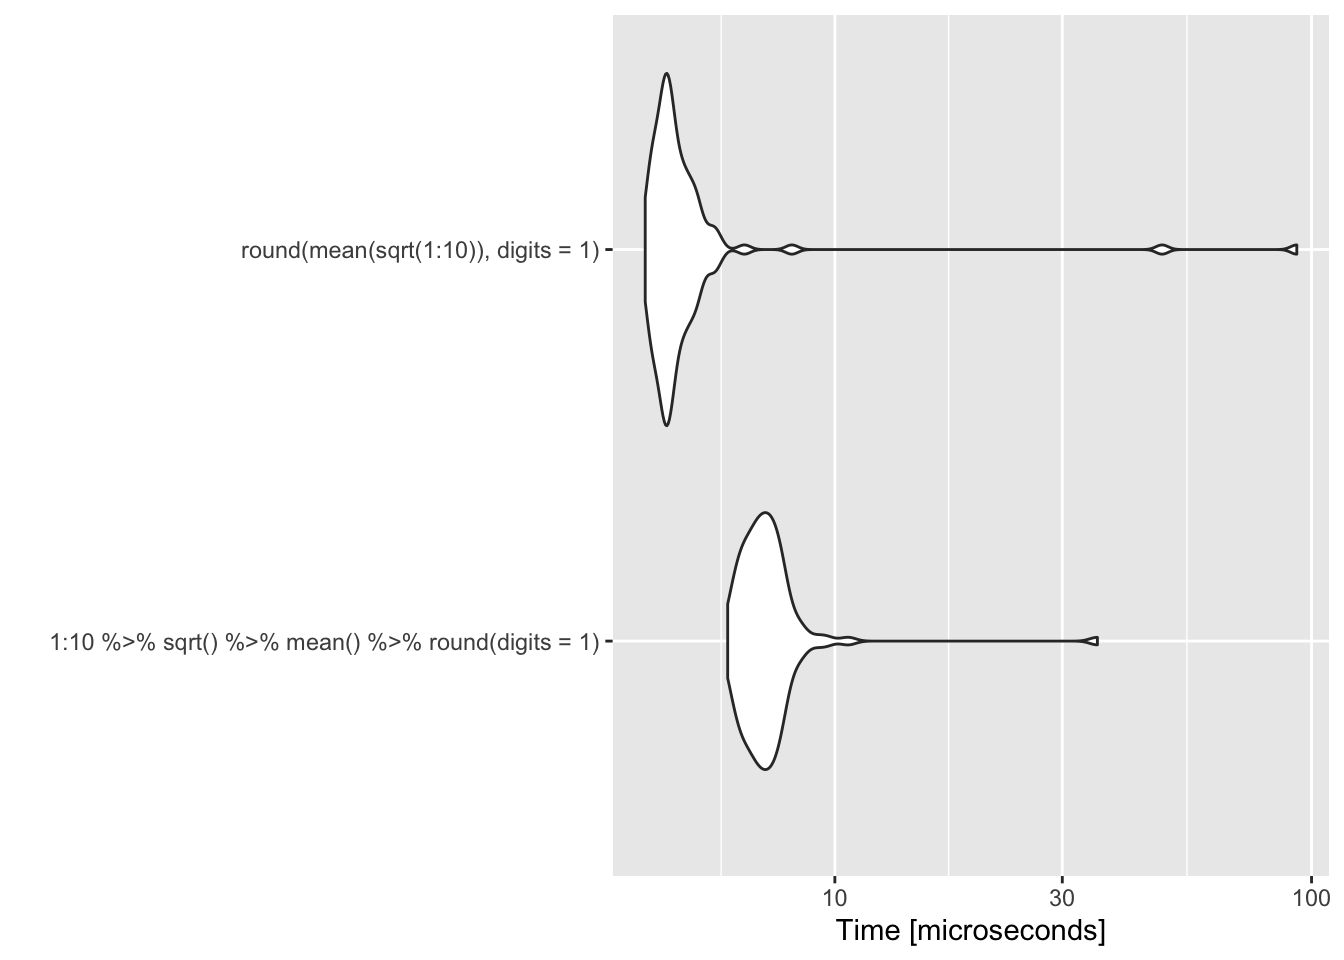 round(mean(sqrt(1:10)), digits = 1)
1:10 %>% sqrt() %>% mean() %>% round(digits = 1)
10 30 100
Time [microseconds]